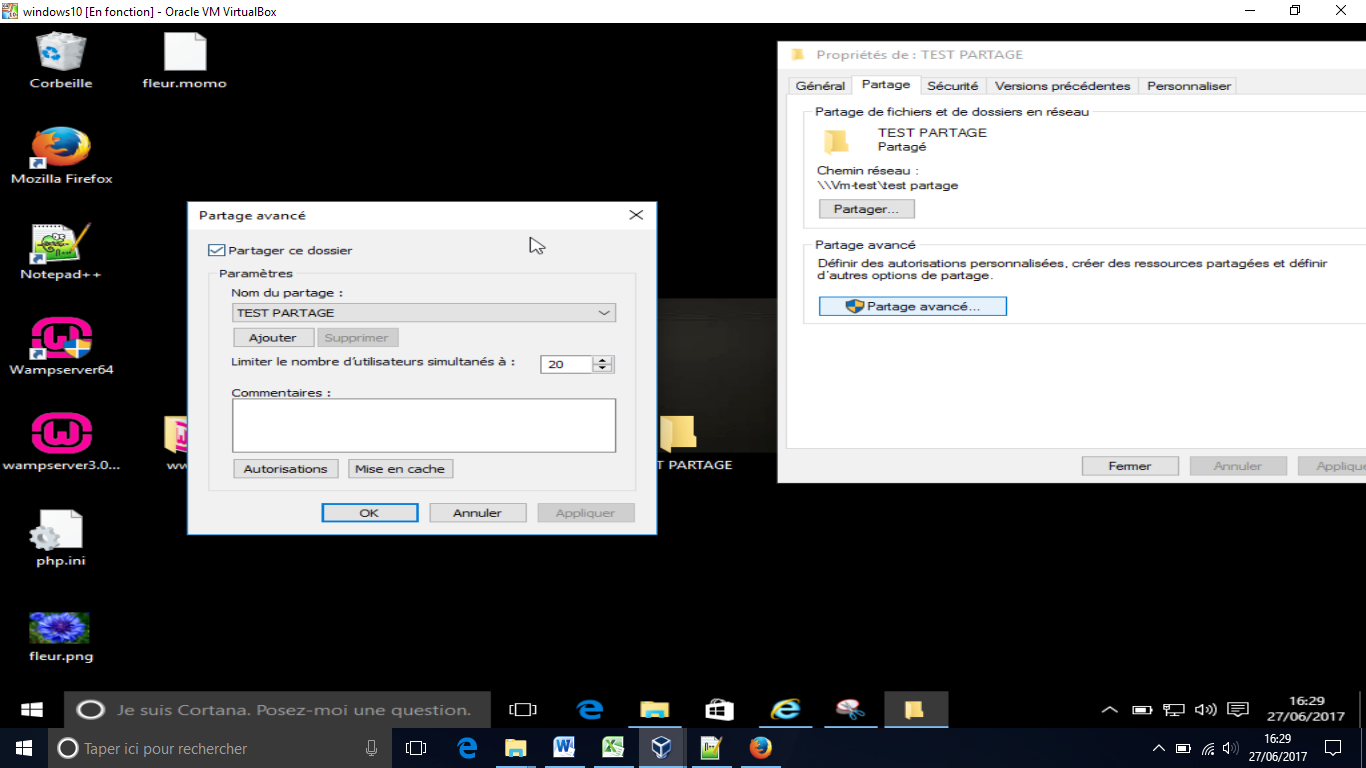 windows10 [En fonction] - Oracle VM VirtualBox
Corbeille
fleur.momo
Mozilla Firefox
Notepad++
Wampserver64
wampserver3.0...
ww
php.ini
fleur.png
T PARTAGE
Partage avancé
Partager ce dossier
Paramètres
Nom du partage :
TEST PARTAGE
Ajouter
Supprimer
Limiter le nombre d'utilisateurs simultanés à :
20
Commentaires :
Autorisations
Mise en cache
OK
Annuler
Appliquer
Propriétés de : TEST PARTAGE
Général
Partage
Sécurité
Versions précédentes
Personnaliser
Partage de fichiers et de dossiers en réseau
TEST PARTAGE
Partagé
Chemin réseau :
\\Vm-test\test partage
Partager...
Partage avancé
Définir des autorisations personnalisées, créer des ressources partagées et définir
d'autres options de partage.
Partage avancé...
Fermer
Annuler
Applique
Je suis Cortana. Posez-moi une question.
16:29
27/06/2017
Taper ici pour rechercher
16:29
27/06/2017